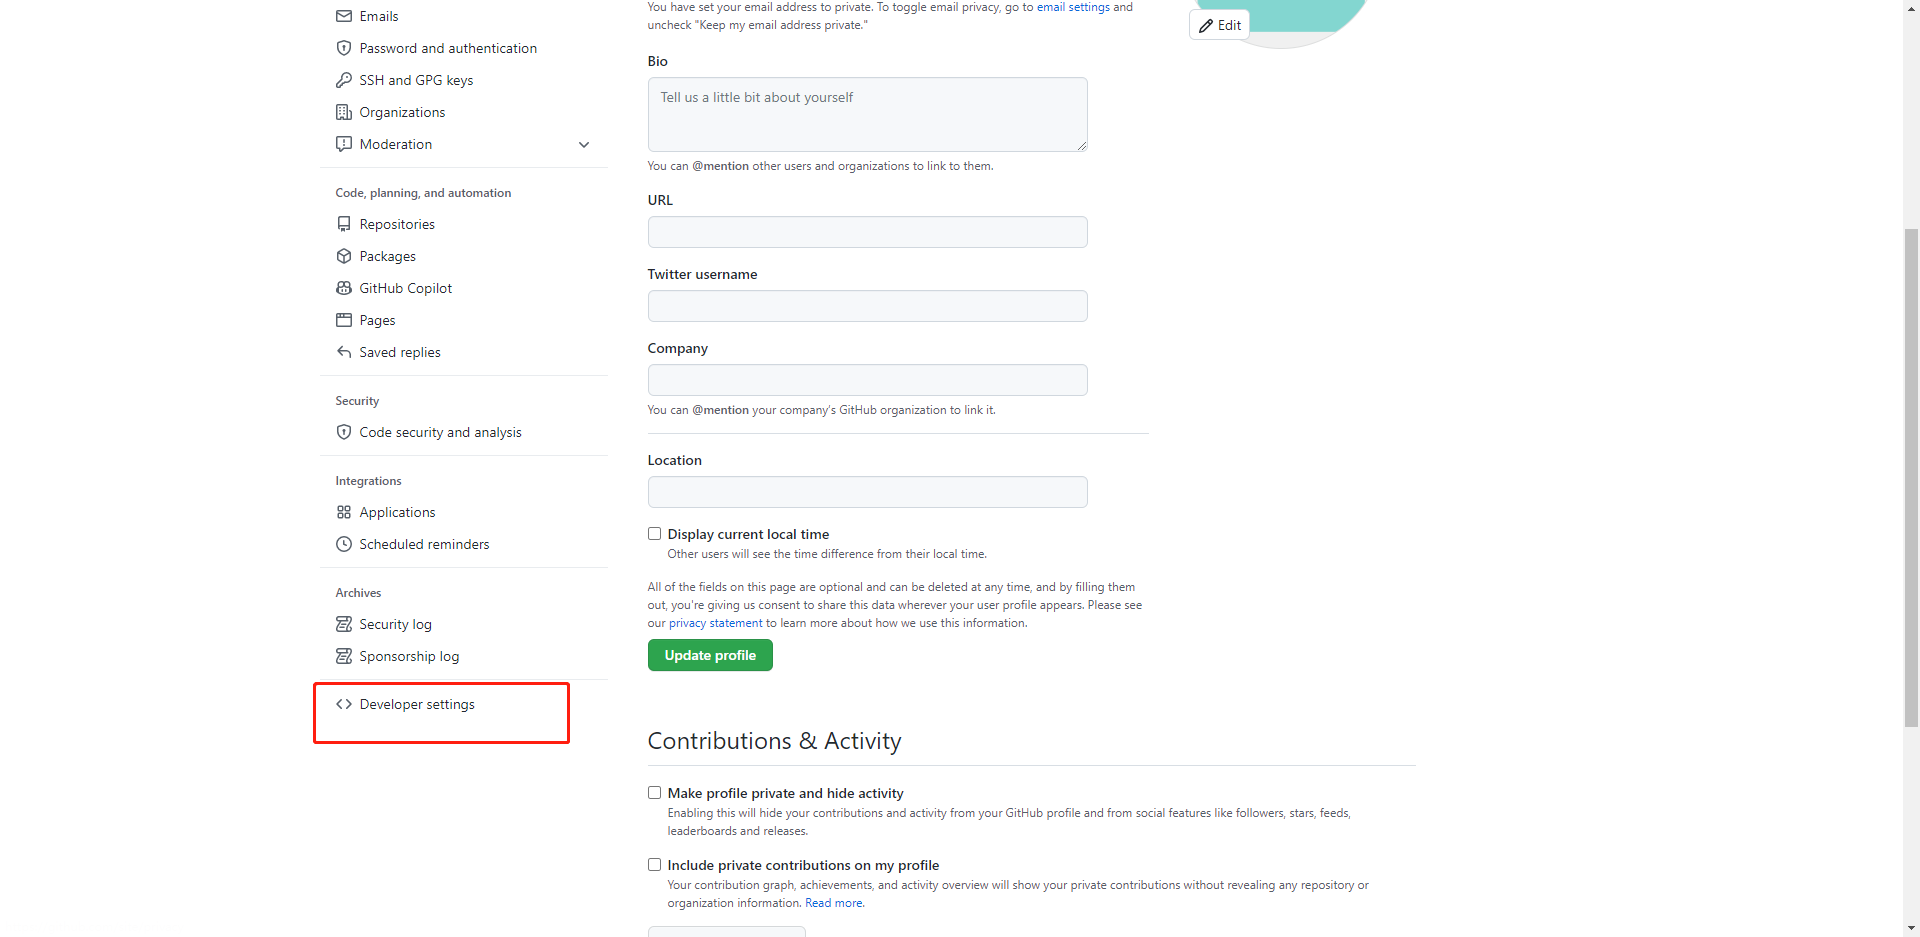 Emails
Password and authentication
SSH and GPG keys
Organizations
Moderation
Code, planning, and automation
Repositories
Packages
GitHub Copilot
Pages
Saved replies
Security
Code security and analysis
Integrations
Applications
Scheduled reminders
Archives
Security log
Sponsorship log
Developer settings
You have set your email address to private. To toggle email privacy, go to email settings and
uncheck "Keep my email address private."
Edit
Bio
Tell us a little bit about yourself
You can @mention other users and organizations to link to them.
URL
Twitter username
Company
You can @mention your company's GitHub organization to link it.
Location
Display current local time
Other users will see the time difference from their local time.
All of the fields on this page are optional and can be deleted at any time, and by filling them
out, you're giving us consent to share this data wherever your user profile appears. Please see
our privacy statement to learn more about how we use this information.
Update profile
Contributions & Activity
Make profile private and hide activity
Enabling this will hide your contributions and activity from your GitHub profile and from social features like followers, stars, feeds,
leaderboards and releases.
Include private contributions on my profile
Your contribution graph, achievements, and activity overview will show your private contributions without revealing any repository or
organization information. Read more.